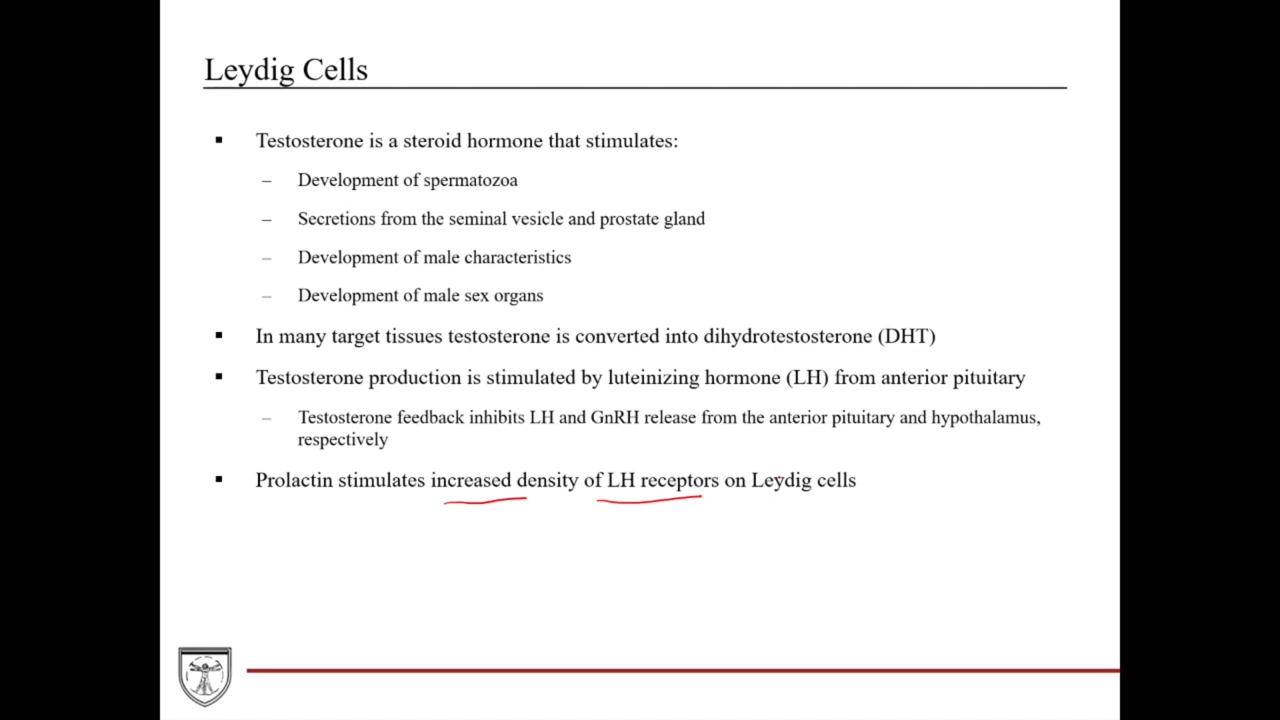 Leydig Cells
▪ Testosterone is a steroid hormone that stimulates:
– Development of spermatozoa
– Secretions from the seminal vesicle and prostate gland
– Development of male characteristics
– Development of male sex organs
▪ In many target tissues testosterone is converted into dihydrotestosterone (DHT)
▪ Testosterone production is stimulated by luteinizing hormone (LH) from anterior pituitary
– Testosterone feedback inhibits LH and GnRH release from the anterior pituitary and hypothalamus,
respectively
▪ Prolactin stimulates increased density of LH receptors on Leydig cells